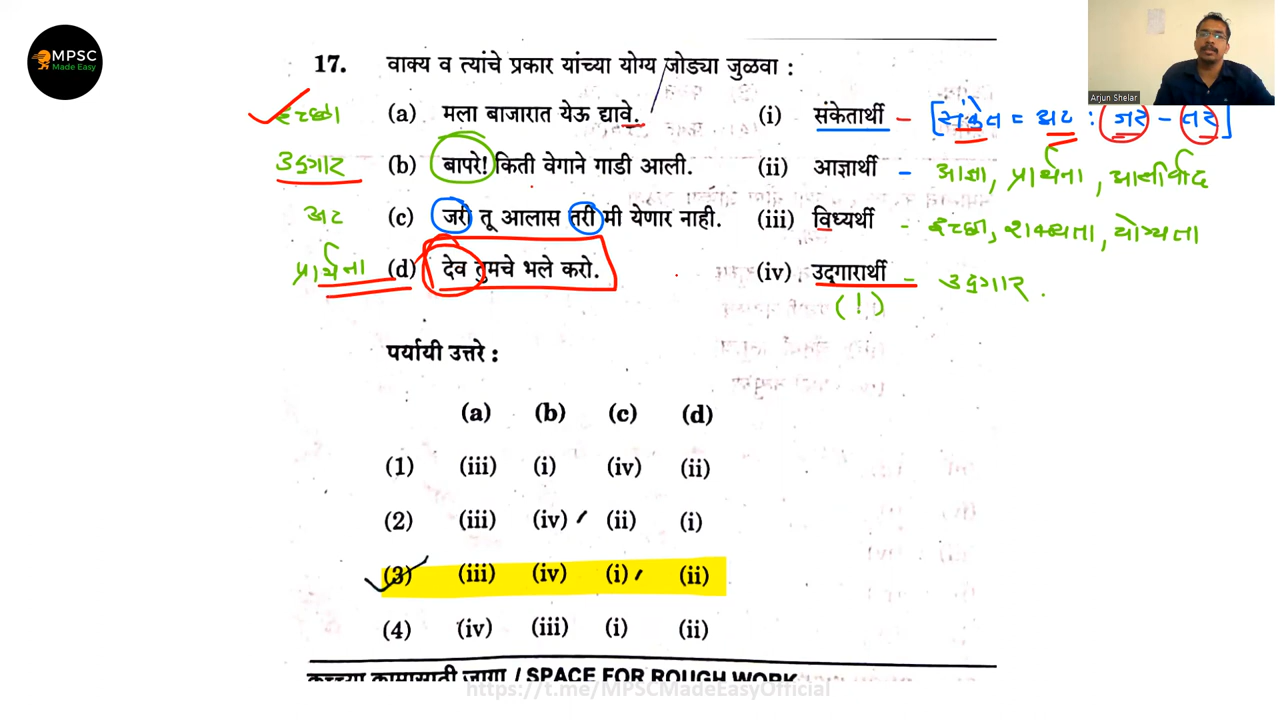 MPSC
Made Easy
Arjun Shelar
17. वाक्य व त्यांचे प्रकार यांच्या योग्य जोड्या जुळवा :
इच्छा (a) मला बाजारात येऊ द्यावे. (i) संकेतार्थी - [संकेत = अट : जर - तर]
उद्गार (b) बापरे! किती वेगाने गाडी आली. (ii) आज्ञार्थी - आज्ञा, प्रार्थना, आशीर्वाद
अट (c) जरी तू आलास तरी मी येणार नाही. (iii) विध्यर्थी - इच्छा, शक्यता, योग्यता
प्रार्थना (d) देव तुमचे भले करो. (iv) उद्गारार्थी - उद्गार.
(!)
पर्यायी उत्तरे :
(a) (b) (c) (d)
(1) (iii) (i) (iv) (ii)
(2) (iii) (iv) (ii) (i)
(3) (iii) (iv) (i) (ii)
(4) (iv) (iii) (i) (ii)
कच्च्या कामासाठी जागा / SPACE FOR ROUGH WORK
https://t.me/MPSCMadeEasyOfficial